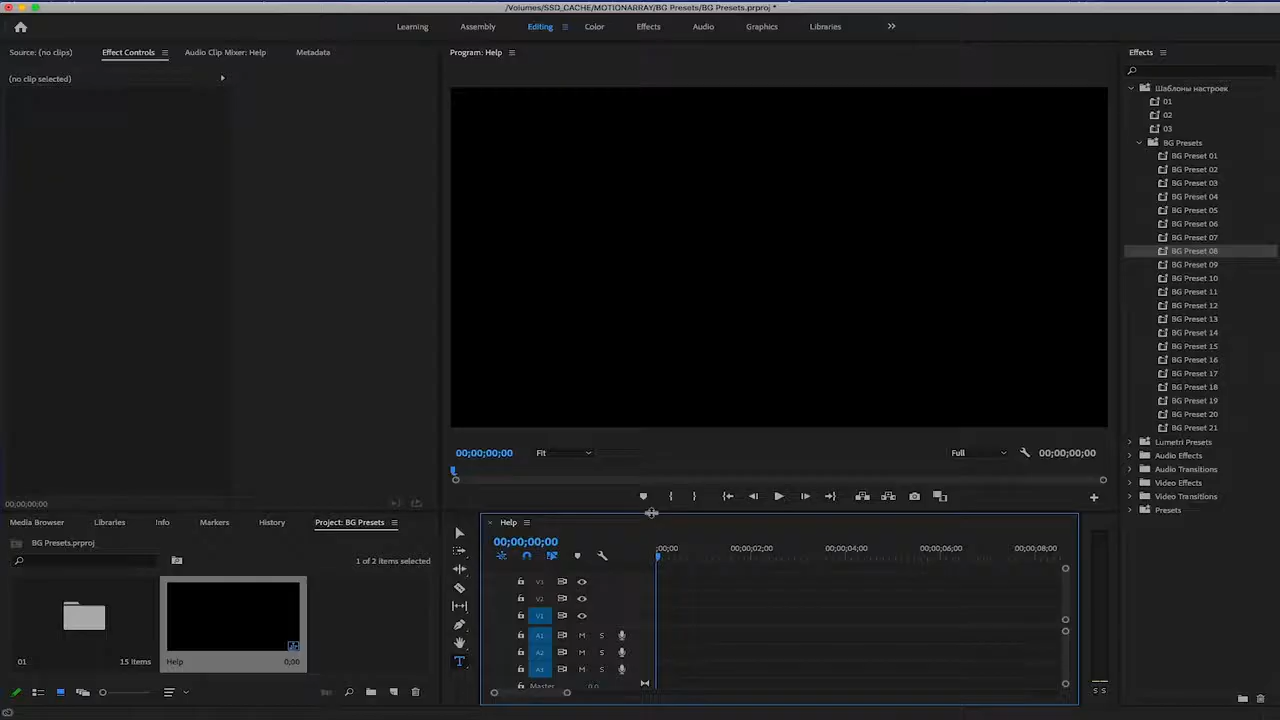 /Volumes/SSD_CACHE/MOTIONARRAY/BG Presets/BG Presets.prproj *
Learning Assembly Editing Color Effects Audio Graphics Libraries
Source: (no clips) Effect Controls Audio Clip Mixer: Help Metadata
Program: Help
Effects
(no clip selected)
Шаблоны настроек
01
02
03
BG Presets
BG Preset 01
BG Preset 02
BG Preset 03
BG Preset 04
BG Preset 05
BG Preset 06
BG Preset 07
BG Preset 08
BG Preset 09
BG Preset 10
BG Preset 11
BG Preset 12
BG Preset 13
BG Preset 14
BG Preset 15
BG Preset 16
BG Preset 17
BG Preset 18
BG Preset 19
BG Preset 20
BG Preset 21
Lumetri Presets
Audio Effects
Audio Transitions
Video Effects
Video Transitions
Presets
00;00;00;00 Fit Full 00;00;00;00
00;00;00;00
Media Browser Libraries Info Markers History Project: BG Presets
BG Presets.prproj
1 of 2 items selected
01 15 items
Help 0;00
Help
00;00;00;00
;00;00 00;00;02;00 00;00;04;00 00;00;06;00 00;00;08;00
V2
V1
A1 M S
A2 M S
M S
Master 0.0
S S